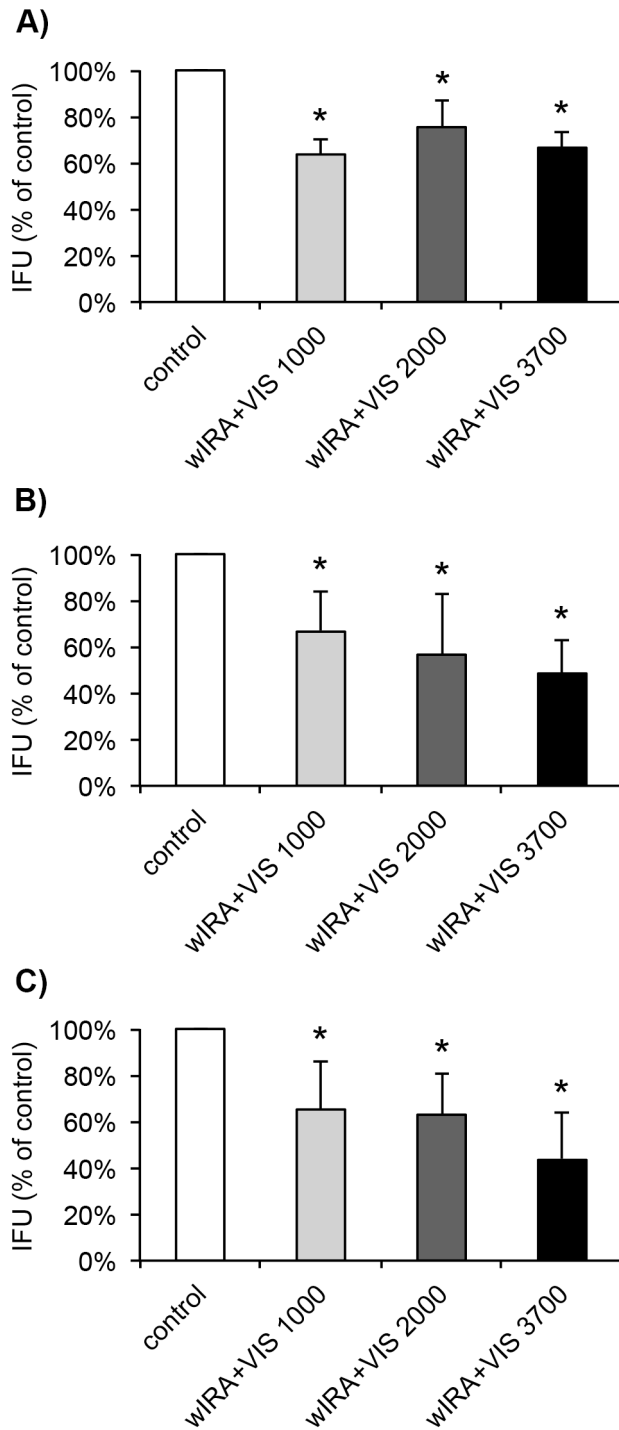 A)
IFU (% of control)
100%
80%
60%
40%
20%
0%
*
*
*
control
wIRA+VIS 1000
wIRA+VIS 2000
wIRA+VIS 3700
B)
IFU (% of control)
100%
80%
60%
40%
20%
0%
*
*
*
control
wIRA+VIS 1000
wIRA+VIS 2000
wIRA+VIS 3700
C)
IFU (% of control)
100%
80%
60%
40%
20%
0%
*
*
*
control
wIRA+VIS 1000
wIRA+VIS 2000
wIRA+VIS 3700